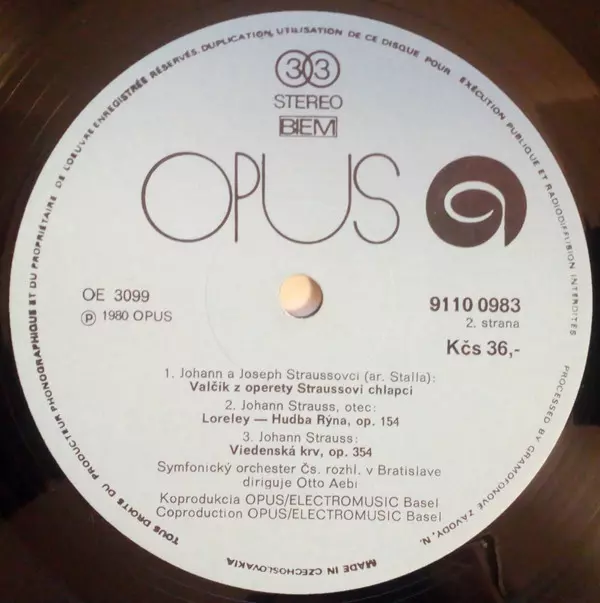 TOUS DROITS DU PRODUCTEUR PHONOGRAPHIQUE ET DU PROPRIÉTAIRE DE L'OEUVRE ENREGISTRÉE RÉSERVÉS. DUPLICATION, UTILISATION DE CE DISQUE POUR EXÉCUTION PUBLIQUE ET RADIODIFFUSION INTERDITES
33
STEREO
BIEM
OPUS
OE 3099
℗ 1980 OPUS
9110 0983
2. strana
Kčs 36,-
1. Johann a Joseph Straussovci (ar. Stalla):
Valčík z operety Straussovi chlapci
2. Johann Strauss, otec:
Loreley — Hudba Rýna, op. 154
3. Johann Strauss:
Viedenská krv, op. 354
Symfonický orchester Čs. rozhl. v Bratislave
diriguje Otto Aebi
Koprodukcia OPUS/ELECTROMUSIC Basel
Coproduction OPUS/ELECTROMUSIC Basel
PROCESSED BY GRAMOFONOVÉ ZÁVODY, N.
MADE IN CZECHOSLOVAKIA